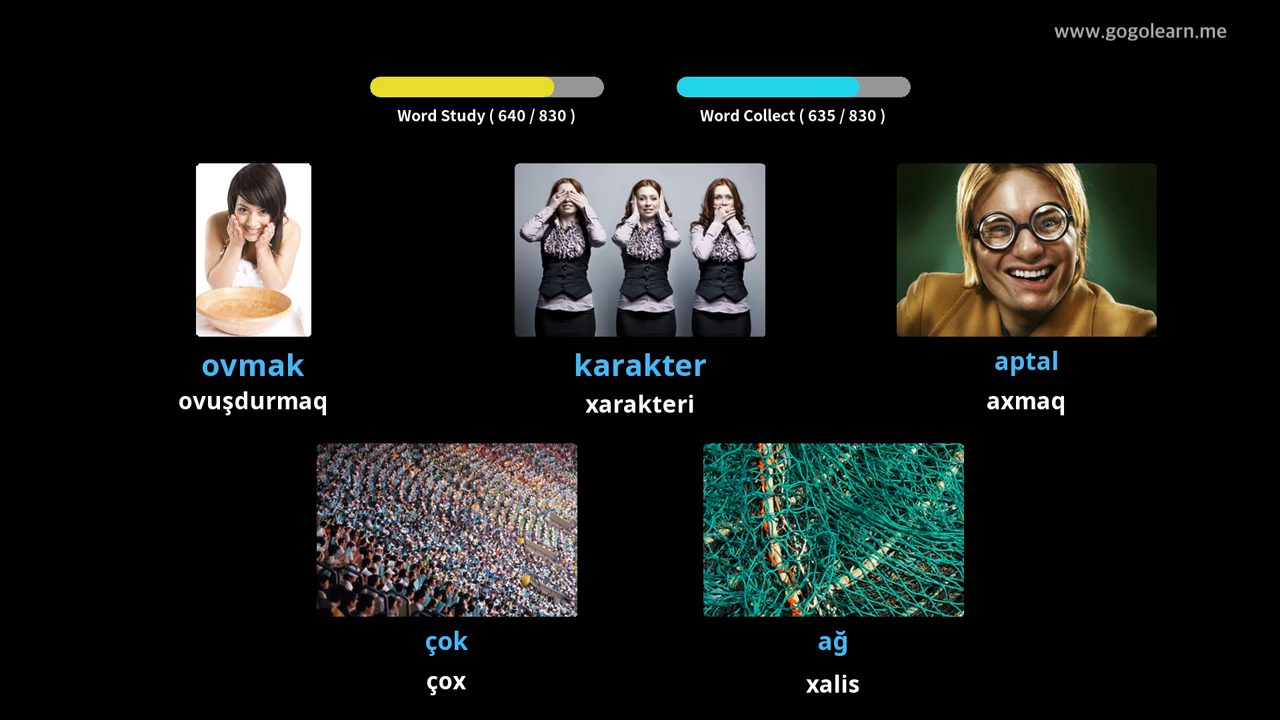 www.gogolearn.me
Word Study ( 640 / 830 )
Word Collect ( 635 / 830 )
ovmak
ovuşdurmaq
karakter
xarakteri
aptal
axmaq
çok
çox
ağ
xalis